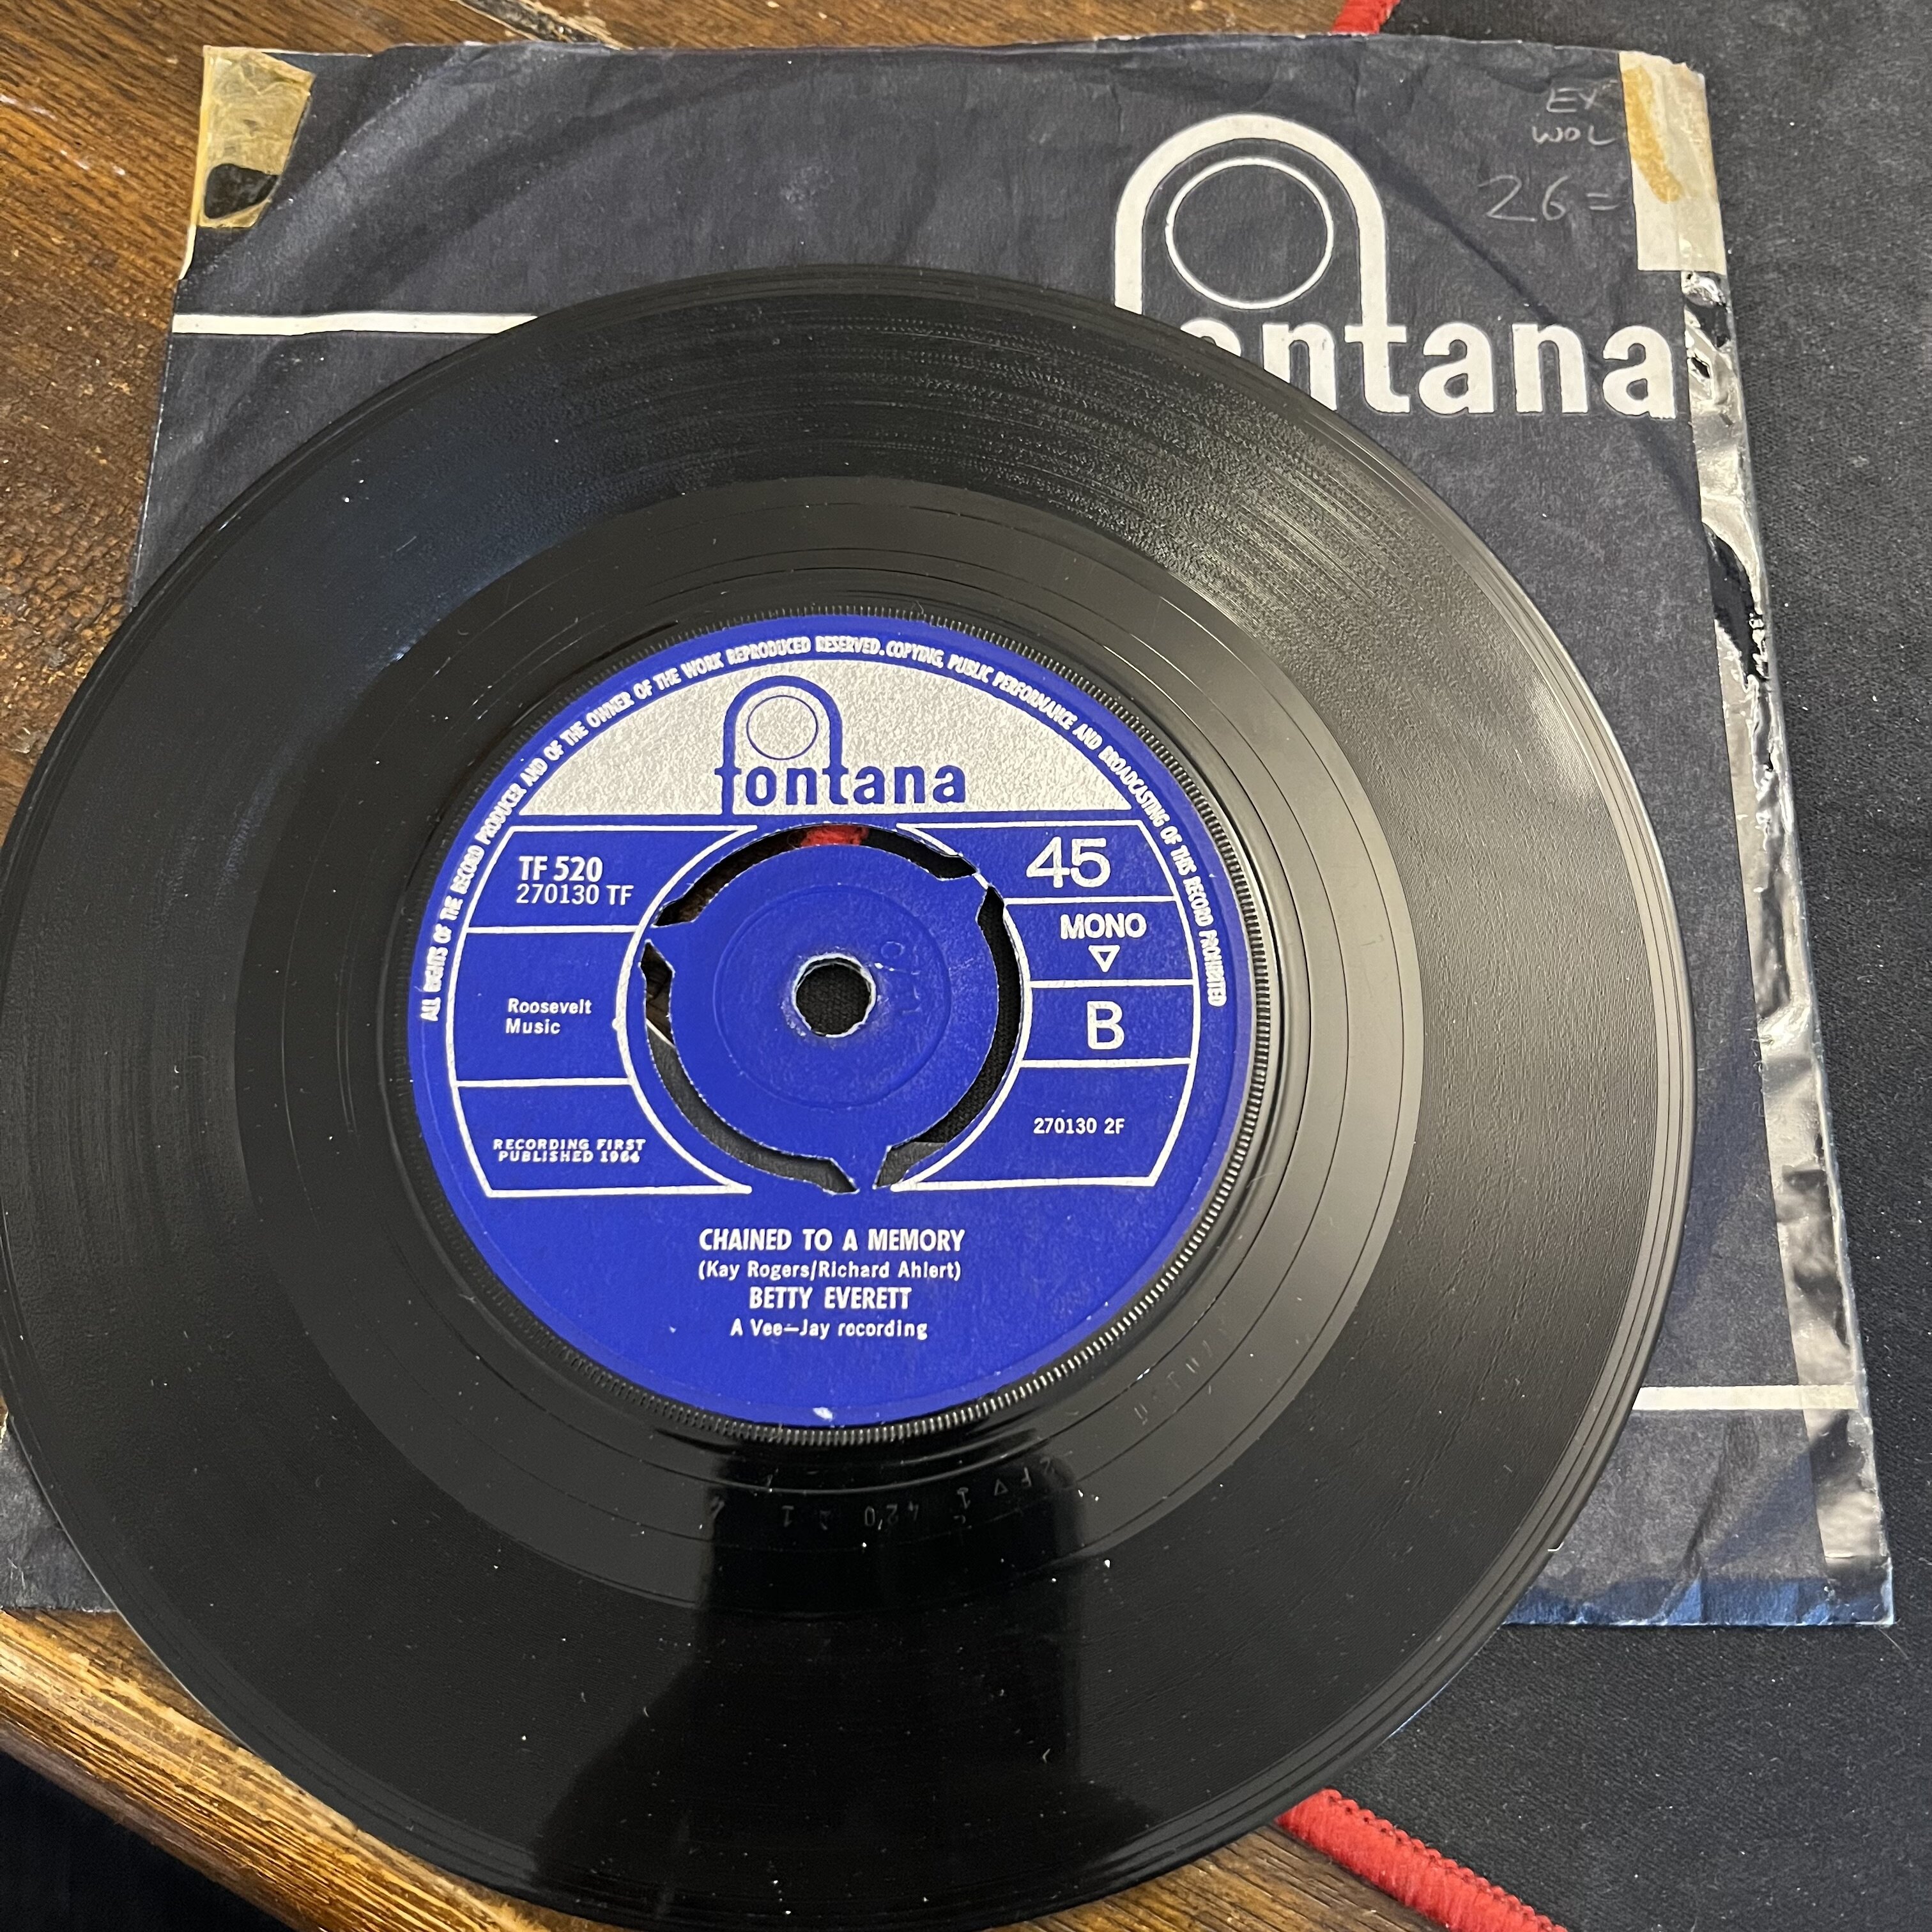 EX
WOL
26=
fontana
ALL RIGHTS OF THE RECORD PRODUCER AND OF THE OWNER OF THE WORK REPRODUCED RESERVED. COPYING, PUBLIC PERFORMANCE AND BROADCASTING OF THIS RECORD PROHIBITED
fontana
TF 520
270130 TF
45
MONO
B
Roosevelt
Music
270130 2F
RECORDING FIRST
PUBLISHED 1964
CHAINED TO A MEMORY
(Kay Rogers/Richard Ahlert)
BETTY EVERETT
A Vee-Jay recording
420